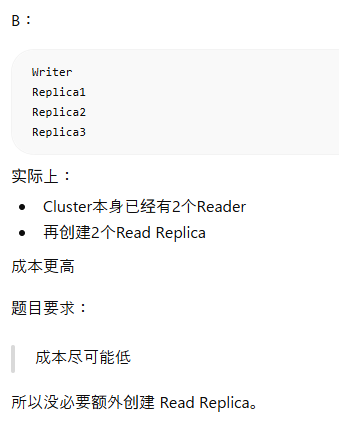 B：
Writer
Replica1
Replica2
Replica3
实际上：
• Cluster本身已经有2个Reader
• 再创建2个Read Replica
成本更高
题目要求：
成本尽可能低
所以没必要额外创建 Read Replica。